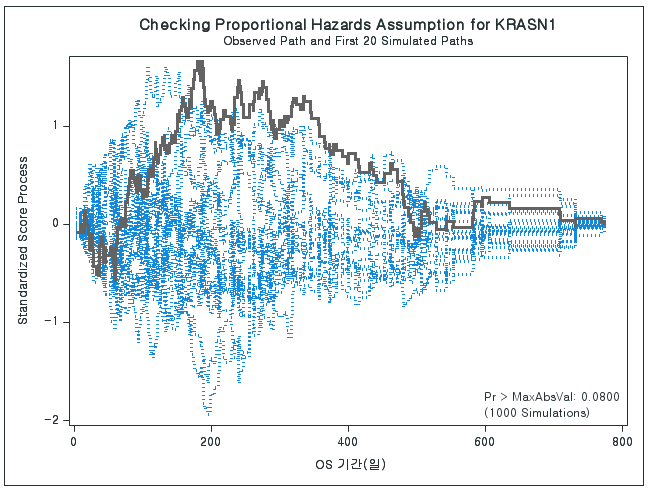 Checking Proportional Hazards Assumption for KRASN1
Observed Path and First 20 Simulated Paths
Standardized Score Process
1
0
−1
−2
Pr > MaxAbsVal: 0.0800
(1000 Simulations)
0 200 400 600 800
OS 기간(일)